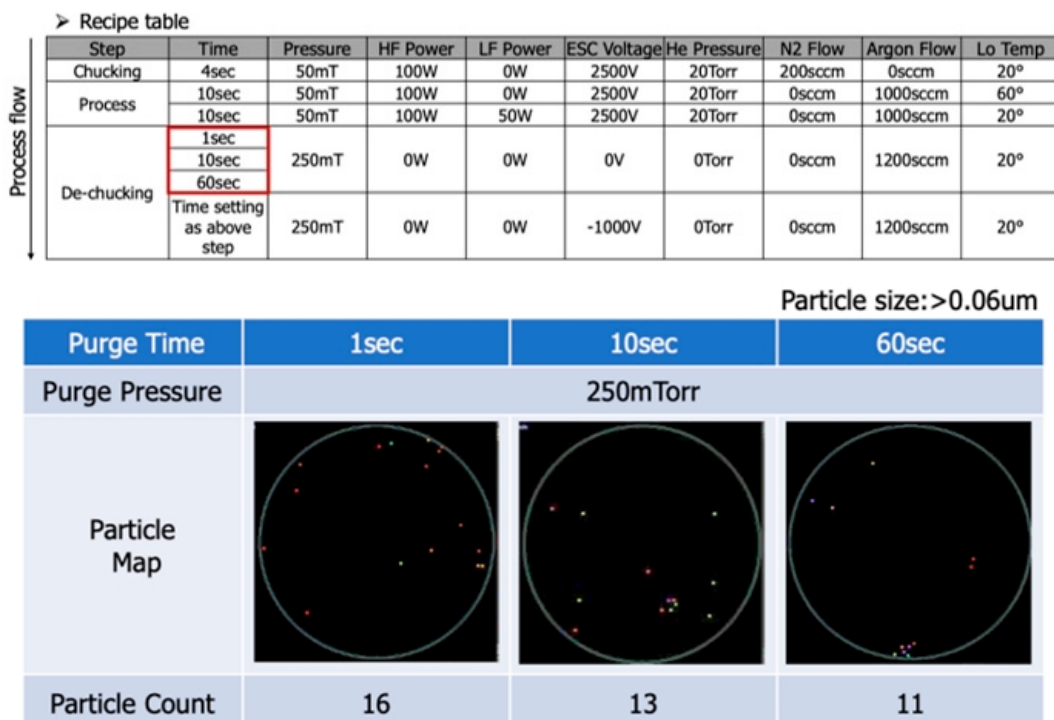 ➢ Recipe table
Step Time Pressure HF Power LF Power ESC Voltage He Pressure N2 Flow Argon Flow Lo Temp
Chucking 4sec 50mT 100W 0W 2500V 20Torr 200sccm 0sccm 20°
Process
10sec 50mT 100W 0W 2500V 20Torr 0sccm 1000sccm 60°
10sec 50mT 100W 50W 2500V 20Torr 0sccm 1000sccm 20°
De-chucking
1sec
10sec 250mT 0W 0W 0V 0Torr 0sccm 1200sccm 20°
60sec
Time setting
as above 250mT 0W 0W -1000V 0Torr 0sccm 1200sccm 20°
step
Process flow
Particle size:>0.06um
Purge Time 1sec 10sec 60sec
Purge Pressure 250mTorr
Particle
Map
Particle Count 16 13 11